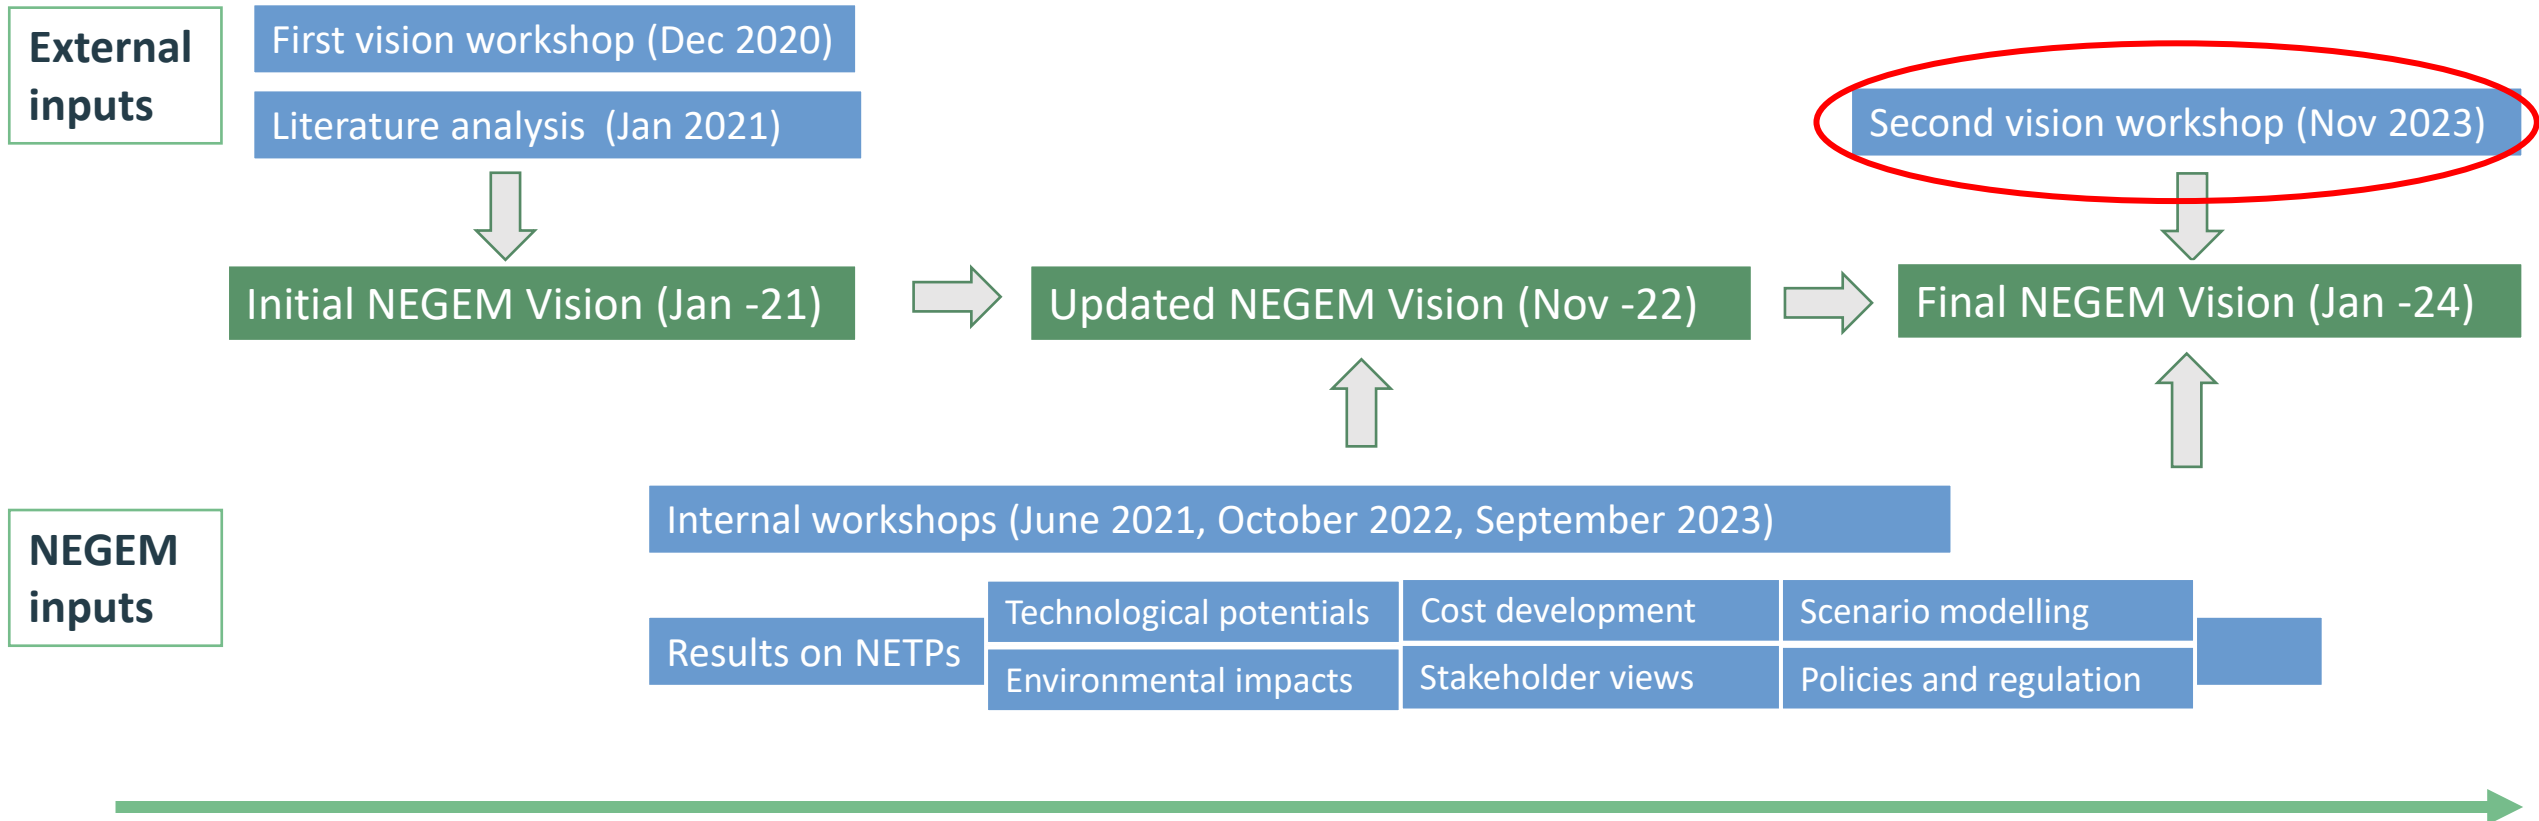 External
inputs
First vision workshop (Dec 2020)
Literature analysis (Jan 2021)
Second vision workshop (Nov 2023)
Initial NEGEM Vision (Jan -21)
Updated NEGEM Vision (Nov -22)
Final NEGEM Vision (Jan -24)
NEGEM
inputs
Internal workshops (June 2021, October 2022, September 2023)
Results on NETPs
Technological potentials
Cost development
Scenario modelling
Environmental impacts
Stakeholder views
Policies and regulation